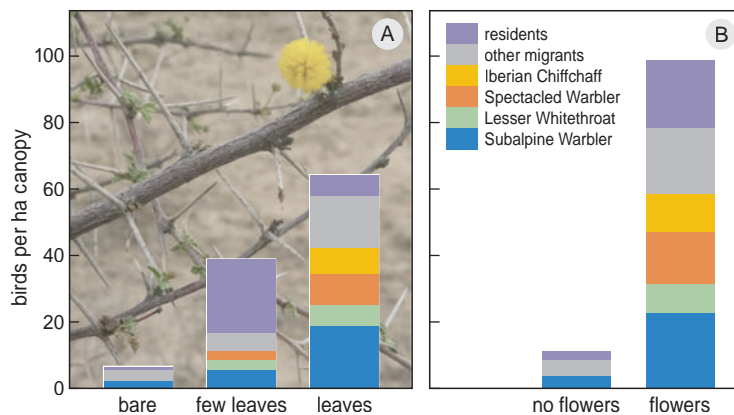 A
B
birds per ha canopy
100
80
60
40
20
0
bare
few leaves
leaves
residents
other migrants
Iberian Chiffchaff
Spectacled Warbler
Lesser Whitethroat
Subalpine Warbler
no flowers
flowers